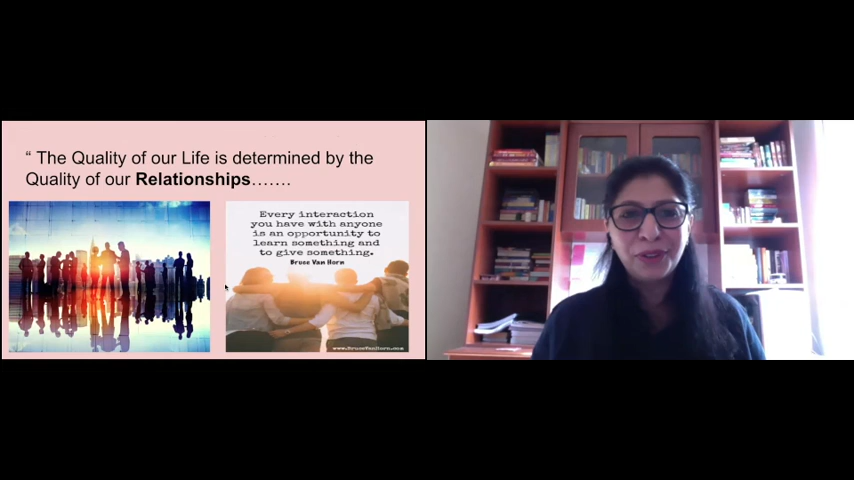 “ The Quality of our Life is determined by the
Quality of our Relationships…….
Every interaction
you have with anyone
is an opportunity to
learn something and
to give something.
Bruce Van Horn
www.BruceVanHorn.com